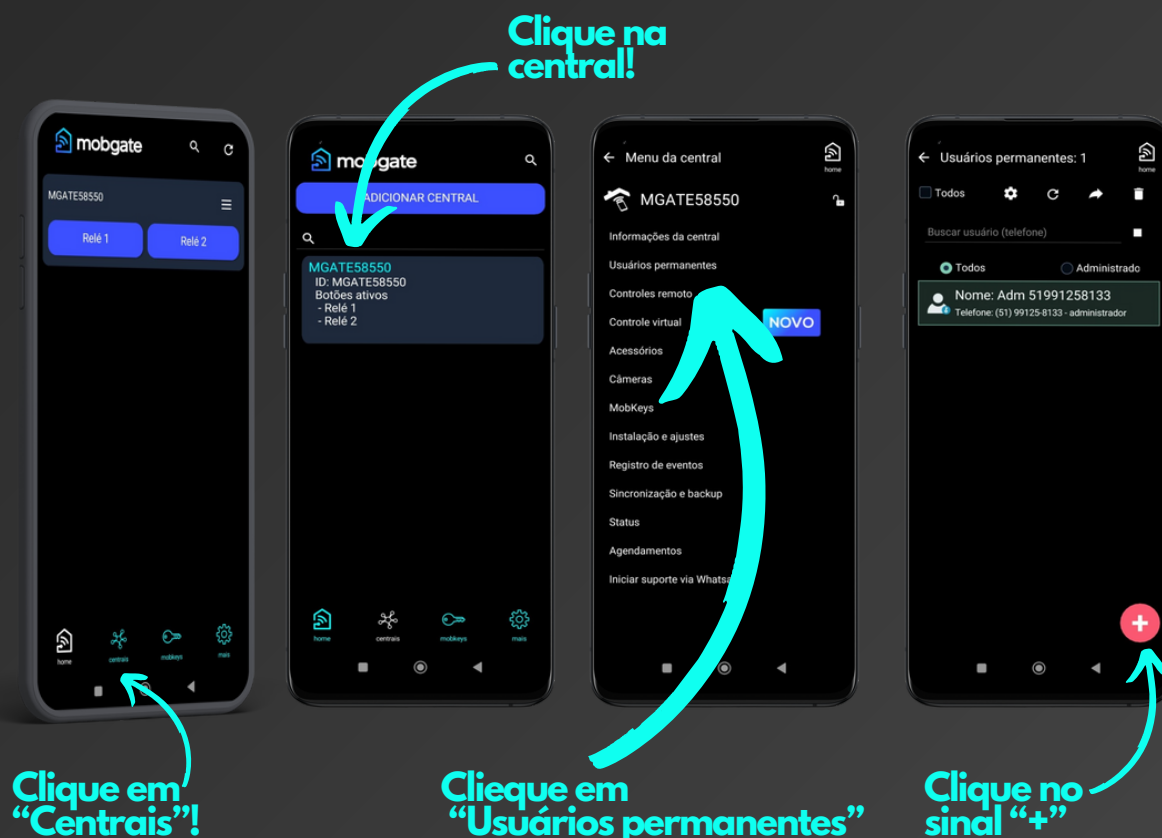 Clique na
central!
mobgate
MGATE58550
Relé 1
Relé 2
home
centrais
mobkeys
mais
Clique em
“Centrais”!
mobgate
ADICIONAR CENTRAL
MGATE58550
ID: MGATE58550
Botões ativos
- Relé 1
- Relé 2
home
centrais
mobkeys
mais
Menu da central
home
MGATE58550
Informações da central
Usuários permanentes
Controles remoto
Controle virtual
NOVO
Acessórios
Câmeras
MobKeys
Instalação e ajustes
Registro de eventos
Sincronização e backup
Status
Agendamentos
Iniciar suporte via Whatsa
Clieque em
“Usuários permanentes”
Usuários permanentes: 1
home
Todos
Buscar usuário (telefone)
Todos
Administrado
Nome: Adm 51991258133
Telefone: (51) 99125-8133 - administrador
+
Clique no
sinal “+”